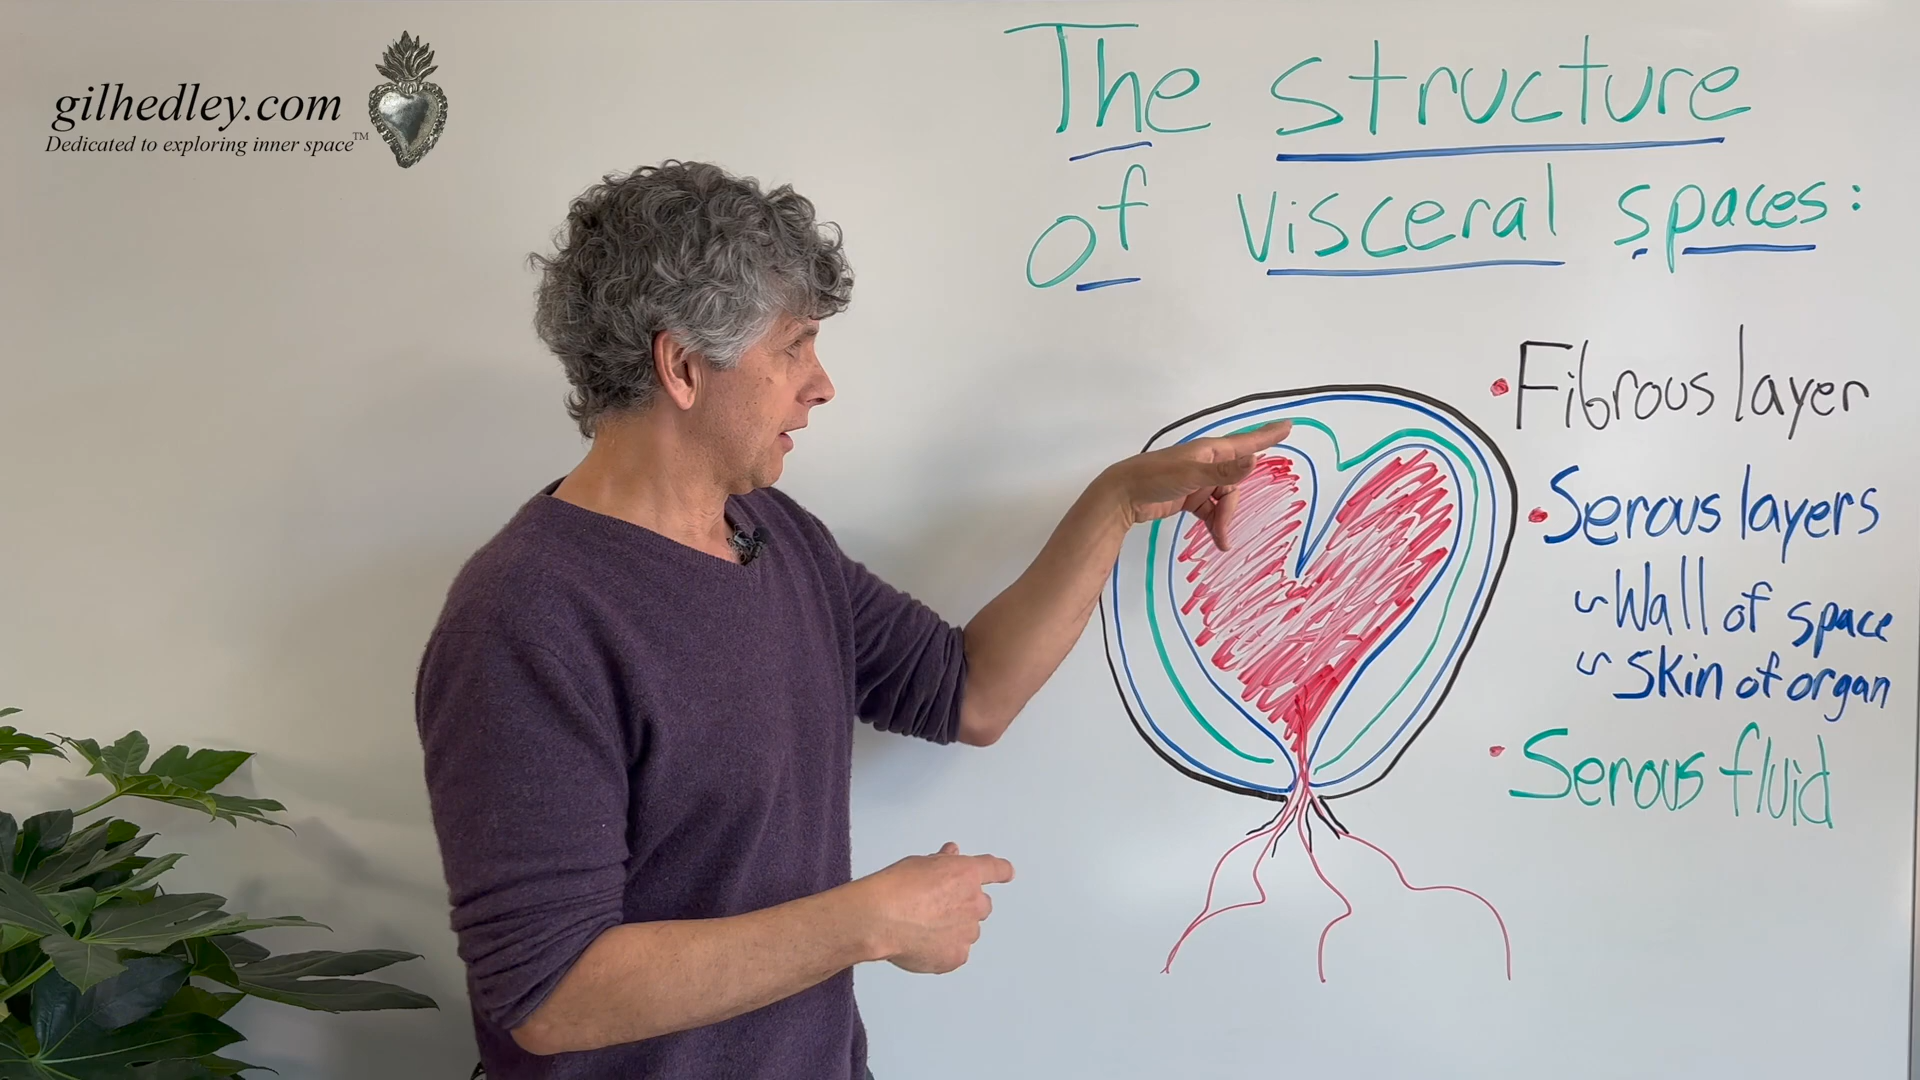 gilhedley.com
Dedicated to exploring inner space™
The structure
of visceral spaces:
• Fibrous layer
• Serous layers
~ Wall of space
~ Skin of organ
• Serous fluid